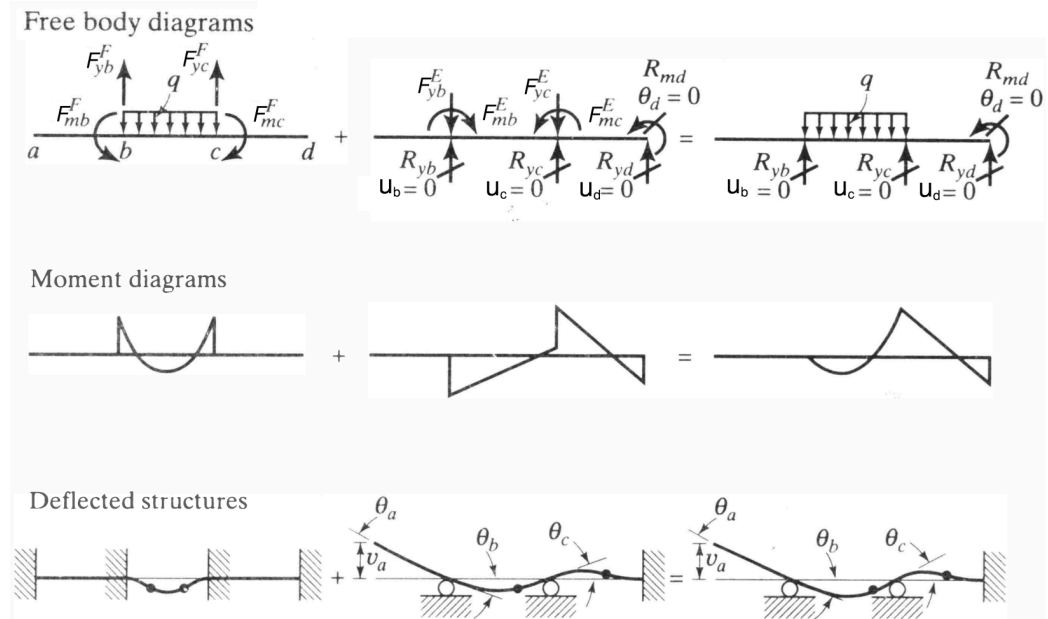 Free body diagrams
F^F_yb F^F_yc
q
F^F_mb F^F_mc
a b c d
+
F^E_yb F^E_yc R_md
F^E_mb F^E_mc θ_d = 0
R_yb R_yc R_yd
u_b = 0 u_c = 0 u_d = 0
=
q R_md
θ_d = 0
R_yb R_yc R_yd
u_b = 0 u_c = 0 u_d = 0
Moment diagrams
+ =
Deflected structures
+
θ_a
v_a
θ_b
θ_c
=
θ_a
v_a
θ_b
θ_c